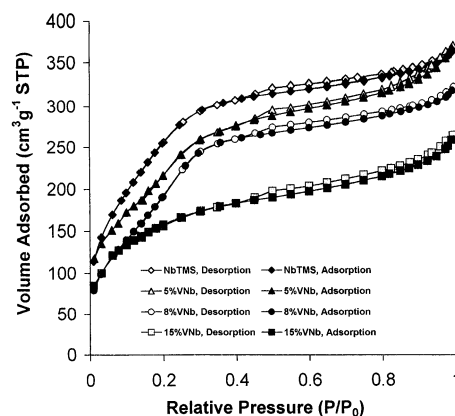 400
350
300
250
200
150
100
50
0
Volume Adsorbed (cm³g⁻¹ STP)
NbTMS, Desorption NbTMS, Adsorption
5%VNb, Desorption 5%VNb, Adsorption
8%VNb, Desorption 8%VNb, Adsorption
15%VNb, Desorption 15%VNb, Adsorption
0 0.2 0.4 0.6 0.8 1
Relative Pressure (P/P₀)